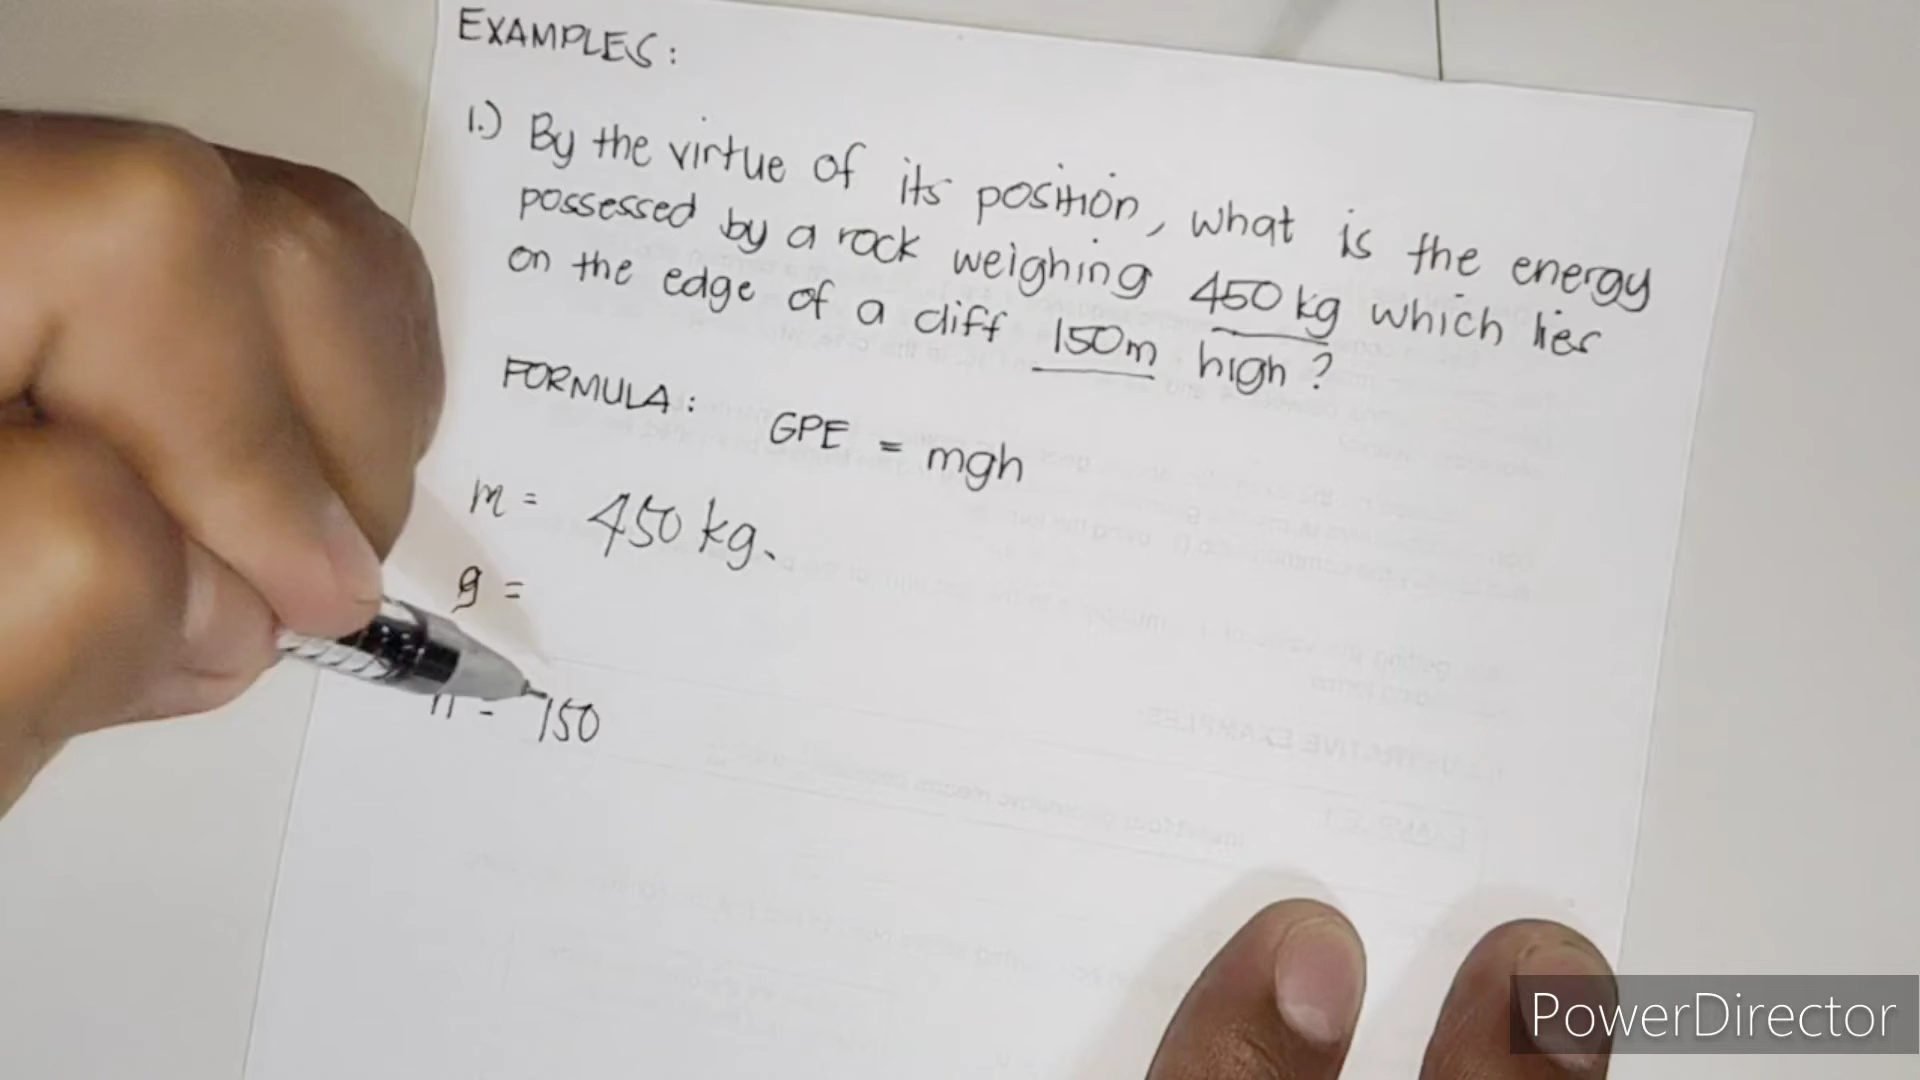 EXAMPLES:
1.) By the virtue of its position, what is the energy
possessed by a rock weighing 450 kg which lies
on the edge of a cliff 150m high?
FORMULA:
GPE = mgh
m = 450 kg.
g =
h = 150
PowerDirector